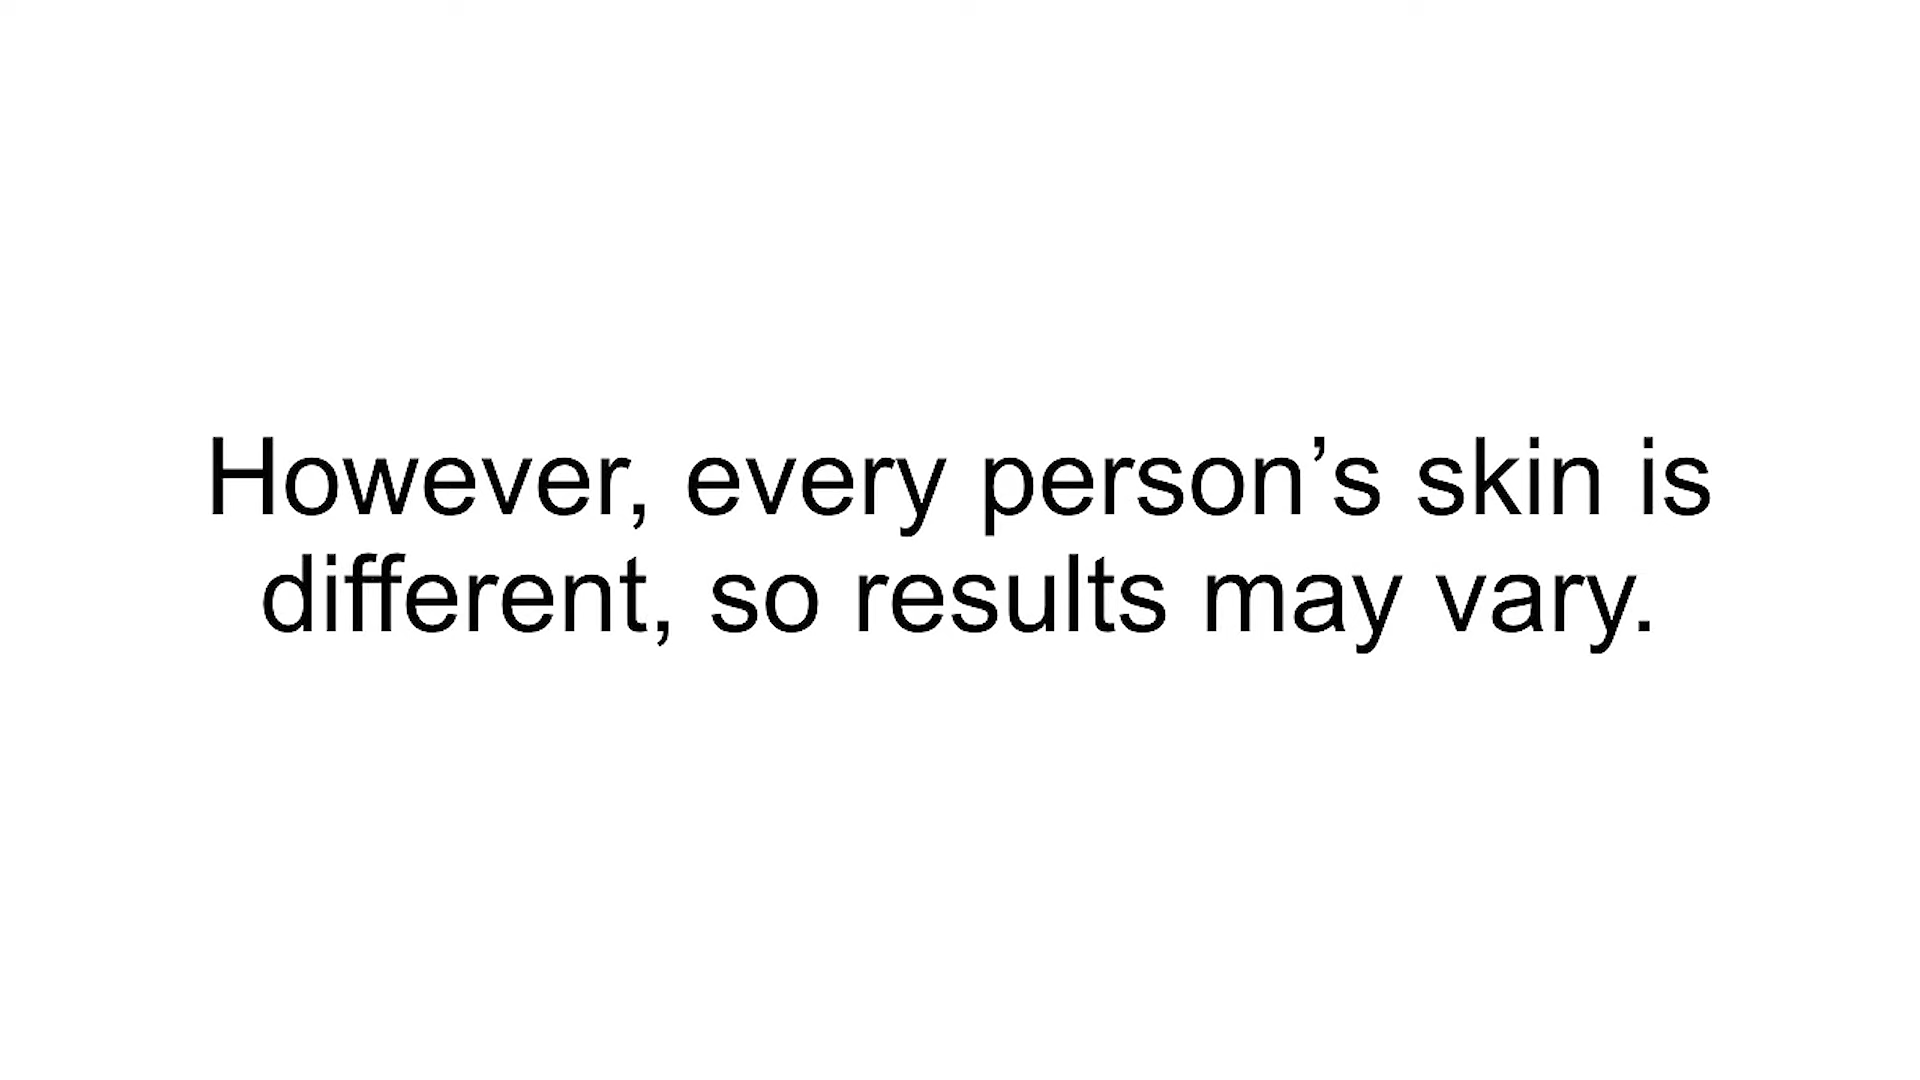 However, every person’s skin is
different, so results may vary.